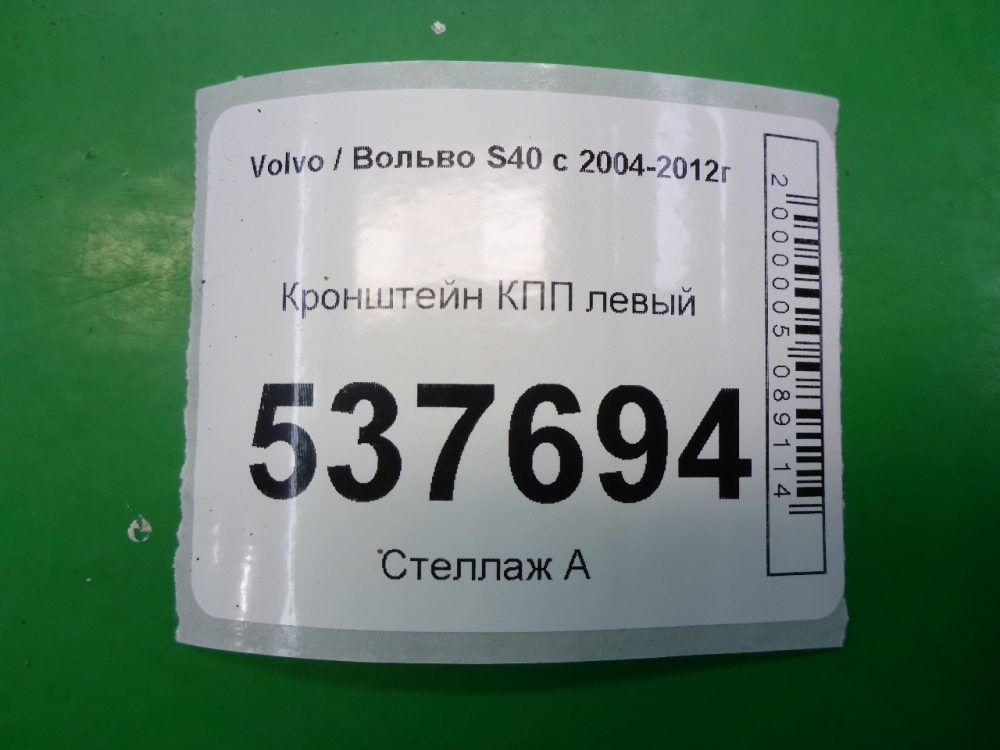 Volvo / Вольво S40 с 2004-2012г
Кронштейн КПП левый
537694
Стеллаж А
2000005089114